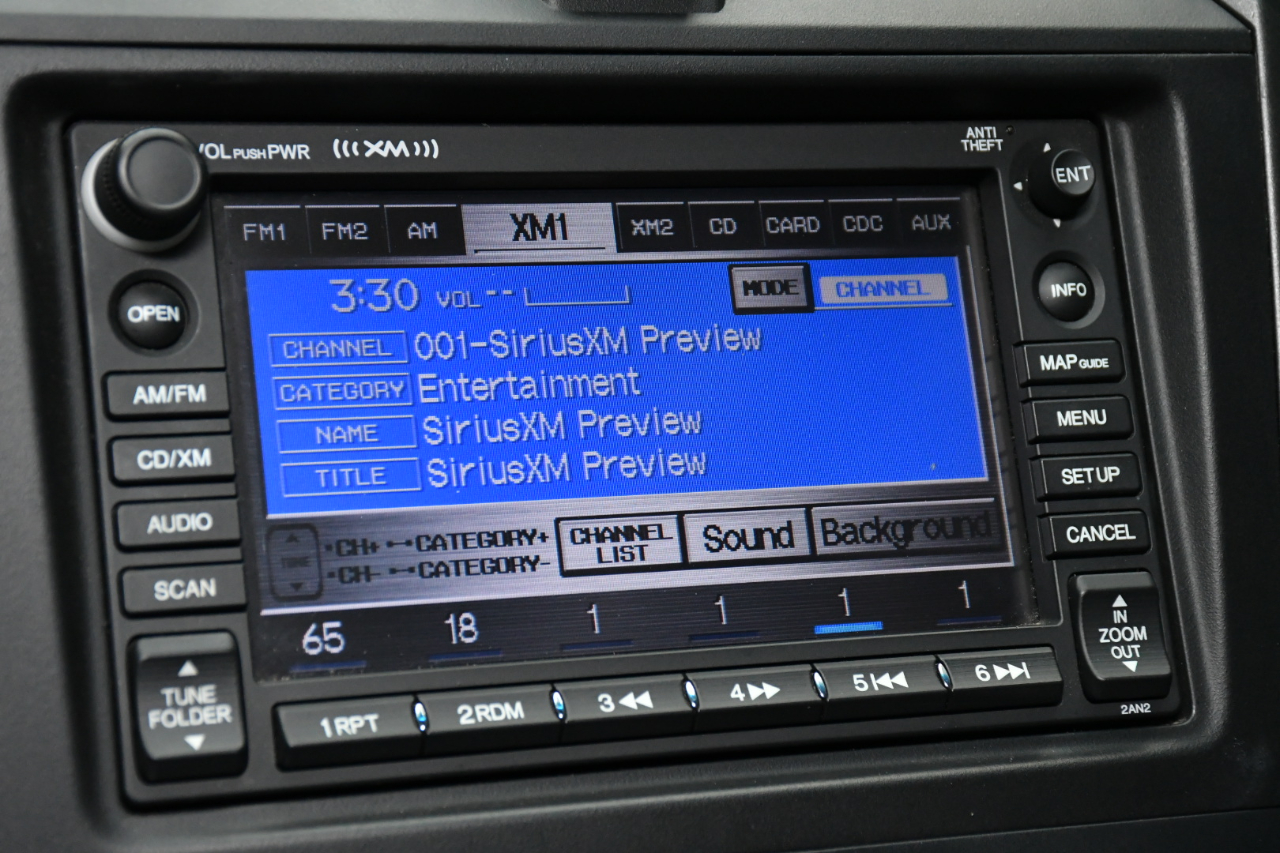 VOL PUSH PWR
(((XM)))
ANTI
THEFT
ENT
FM1 FM2 AM XM1 XM2 CD CARD CDC AUX
OPEN
INFO
3:30 VOL --
MODE CHANNEL
CHANNEL 001-SiriusXM Preview
CATEGORY Entertainment
NAME SiriusXM Preview
TITLE SiriusXM Preview
AM/FM
CD/XM
AUDIO
SCAN
MAP GUIDE
MENU
SET UP
CANCEL
TUNE
•CH+ •–•CATEGORY+
•CH- •–•CATEGORY-
CHANNEL
LIST
Sound
Background
65 18 1 1 1 1
TUNE
FOLDER
1 RPT 2 RDM 3 ◀◀ 4 ▶▶ 5 I◀◀ 6 ▶▶I
IN
ZOOM
OUT
2AN2